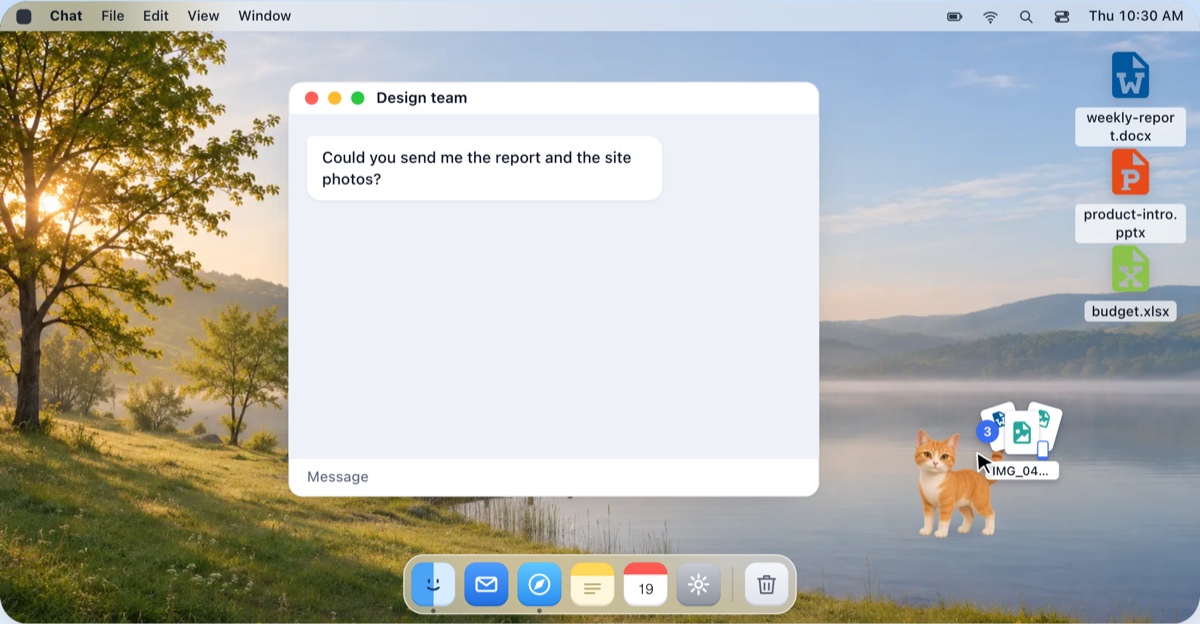 Chat File Edit View Window
Thu 10:30 AM
Design team
Could you send me the report and the site
photos?
Message
W
weekly-repor
t.docx
P
product-intro.
pptx
X
budget.xlsx
W
3
IMG_04...
19